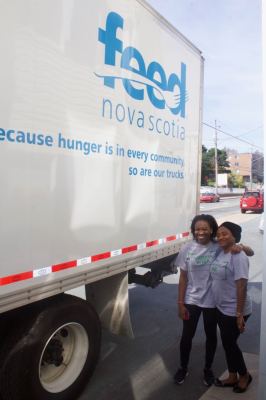 feed
nova scotia
ecause hunger is in every community,
so are our trucks.